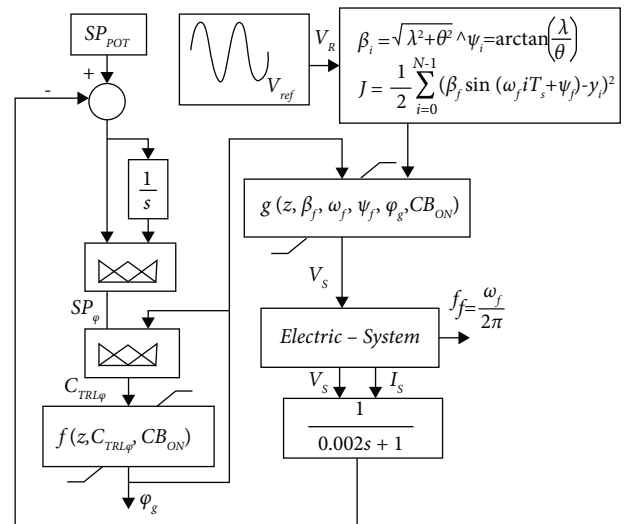 SP_POT
+
-
1/s
SP_φ
C_TRLφ
f (z,C_TRLφ, CB_ON)
φ_g
V_ref
V_R
β_i=√λ²+θ² ^ψ_i=arctan(λ/θ)
J = 1/2 ∑_{i=0}^{N-1} (β_f sin (ω_f iT_s+ψ_f)-y_i)²
g (z, β_f, ω_f, ψ_f, φ_g,CB_ON)
V_S
Electric – System
f_f=ω_f/2π
V_S I_S
1/0.002s + 1